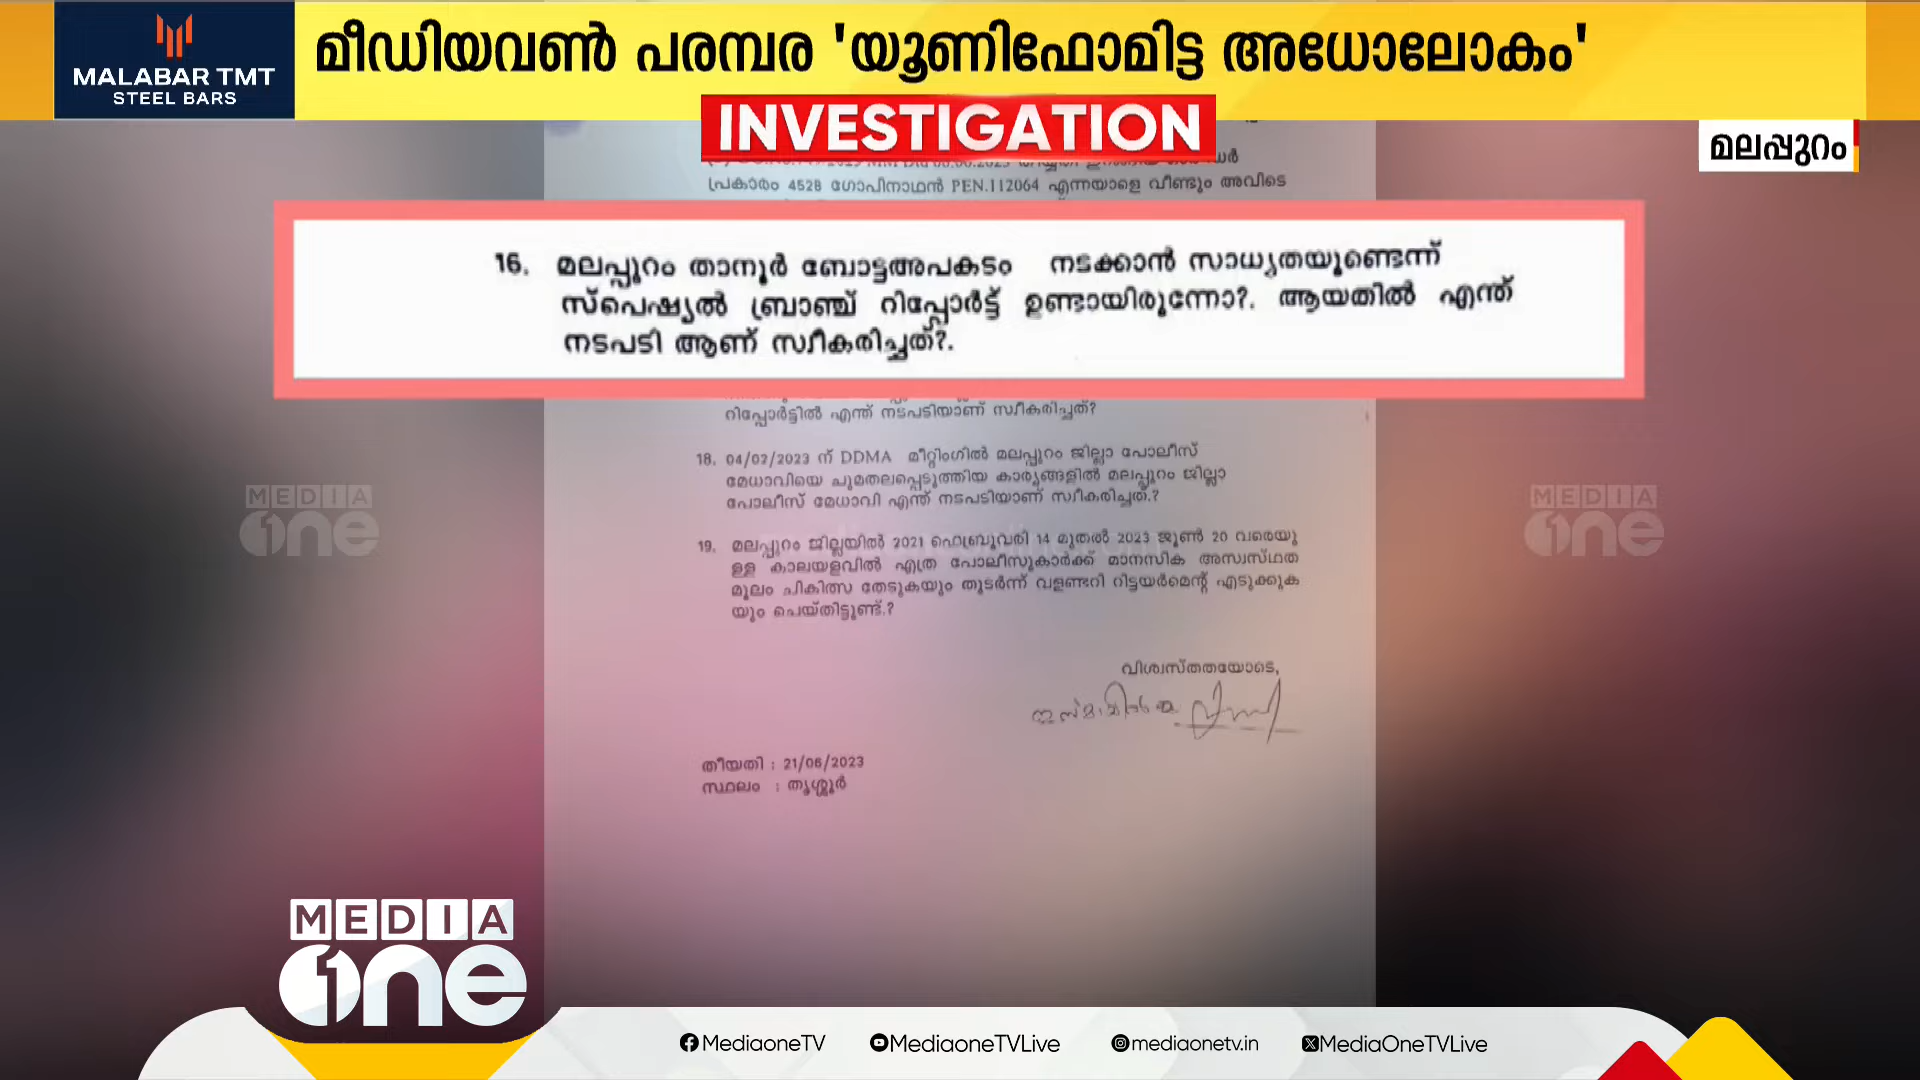 MALABAR TMT
STEEL BARS
മീഡിയവൺ പരമ്പര 'യൂണിഫോമിട്ട അധോലോകം'
INVESTIGATION
മലപ്പുറം
പ്രകാരം 4528 ഗോപിനാഥൻ PEN.112064 എന്നയാളെ വീണ്ടും അവിടെ
16. മലപ്പുറം താനൂർ ബോട്ടഅപകടം നടക്കാൻ സാധ്യതയുണ്ടെന്ന്
സ്പെഷ്യൽ ബ്രാഞ്ച് റിപ്പോർട്ട് ഉണ്ടായിരുന്നോ?. ആയതിൽ എന്ത്
നടപടി ആണ് സ്വീകരിച്ചത്?.
റിപ്പോർട്ടിൽ എന്ത് നടപടിയാണ് സ്വീകരിച്ചത്?
18. 04/02/2023 ന് DDMA മീറ്റിംഗിൽ മലപ്പുറം ജില്ലാ പോലീസ്
മേധാവിയെ ചുമതലപ്പെടുത്തിയ കാര്യങ്ങളിൽ മലപ്പുറം ജില്ലാ
പോലീസ് മേധാവി എന്ത് നടപടിയാണ് സ്വീകരിച്ചത്.?
19. മലപ്പുറം ജില്ലയിൽ 2021 ഫെബ്രുവരി 14 മുതൽ 2023 ജൂൺ 20 വരെയു
ള്ള കാലയളവിൽ എത്ര പോലീസുകാർക്ക് മാനസിക അസ്വസ്ഥത
മൂലം ചികിത്സ തേടുകയും തുടർന്ന് വളണ്ടറി റിട്ടയർമെന്റ് എടുക്കുക
യും ചെയ്തിട്ടുണ്ട്.?
വിശ്വസ്തതയോടെ,
തീയതി : 21/06/2023
സ്ഥലം : തൃശ്ശൂർ
MEDIA one
MEDIA one
MEDIA one
MediaoneTV
MediaoneTVLive
mediaonetv.in
MediaOneTVLive